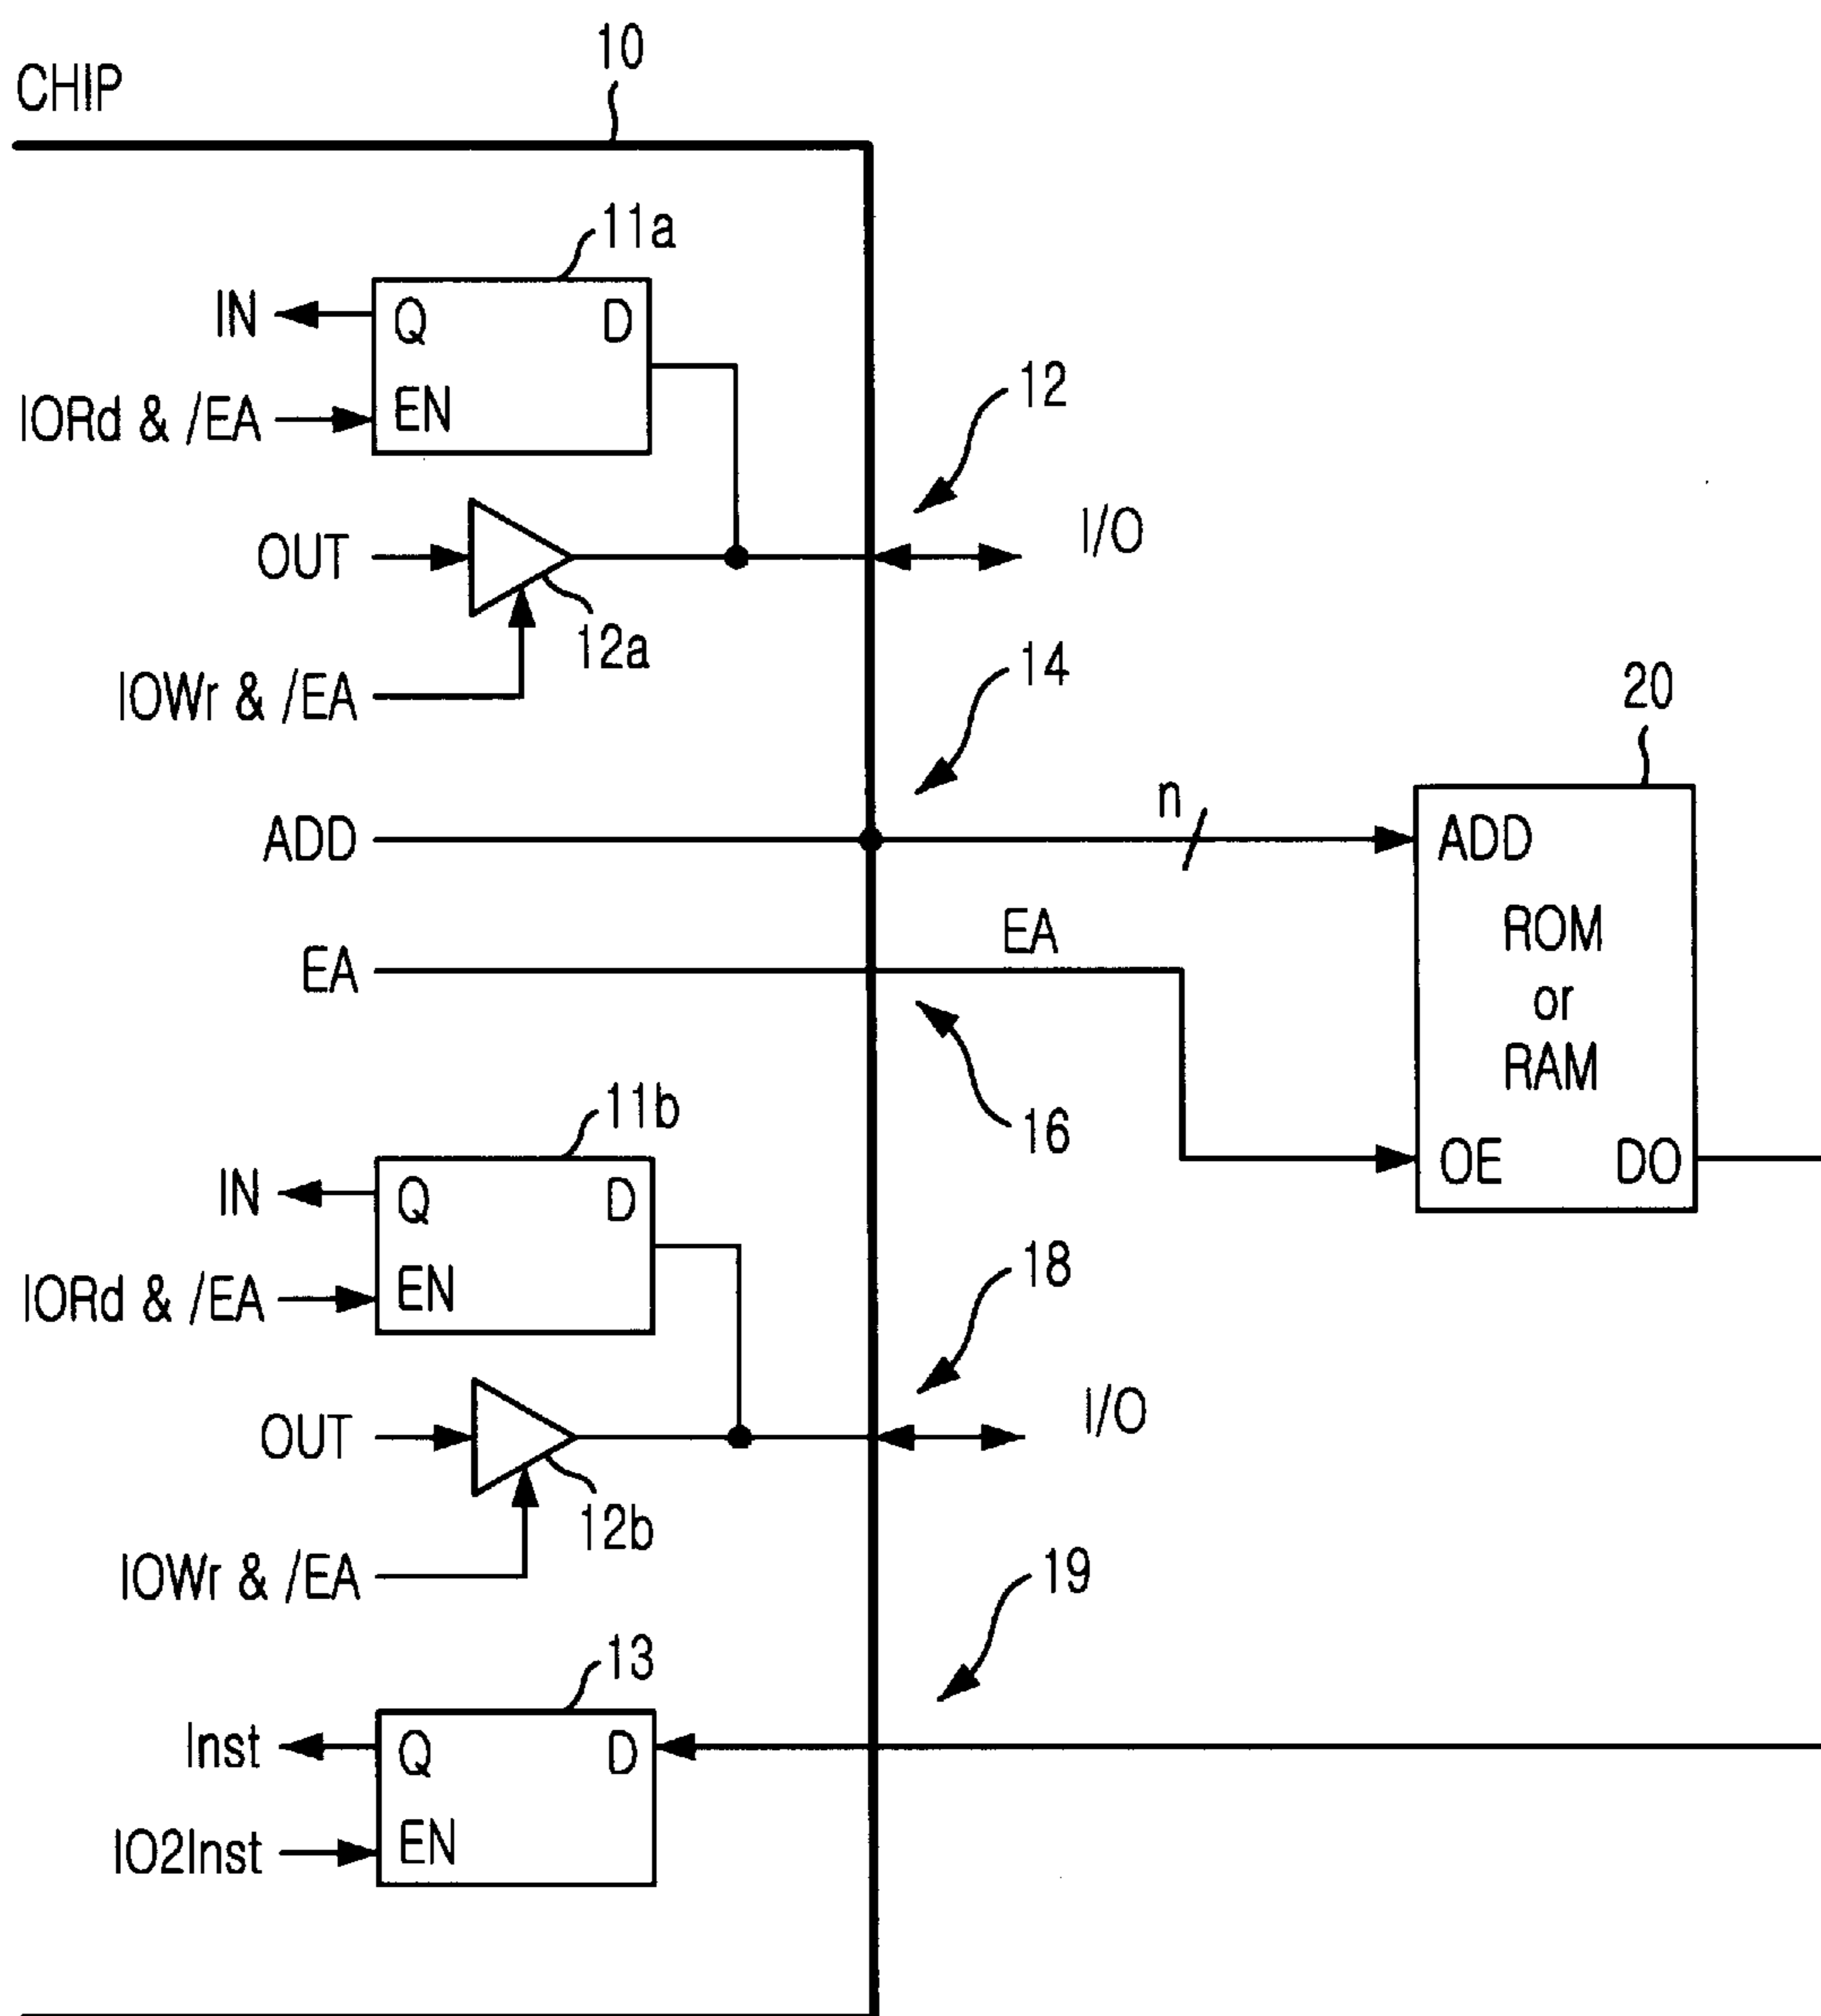 10
CHIP
11a
IN
Q
D
IORd & /EA
EN
12
OUT
I/O
12a
14
IOWr & /EA
20
n
ADD
ADD
ROM
or
RAM
EA
EA
11b
16
OE
DO
IN
Q
D
18
IORd & /EA
EN
OUT
I/O
12b
IOWr & /EA
19
13
Inst
Q
D
IO2Inst
EN